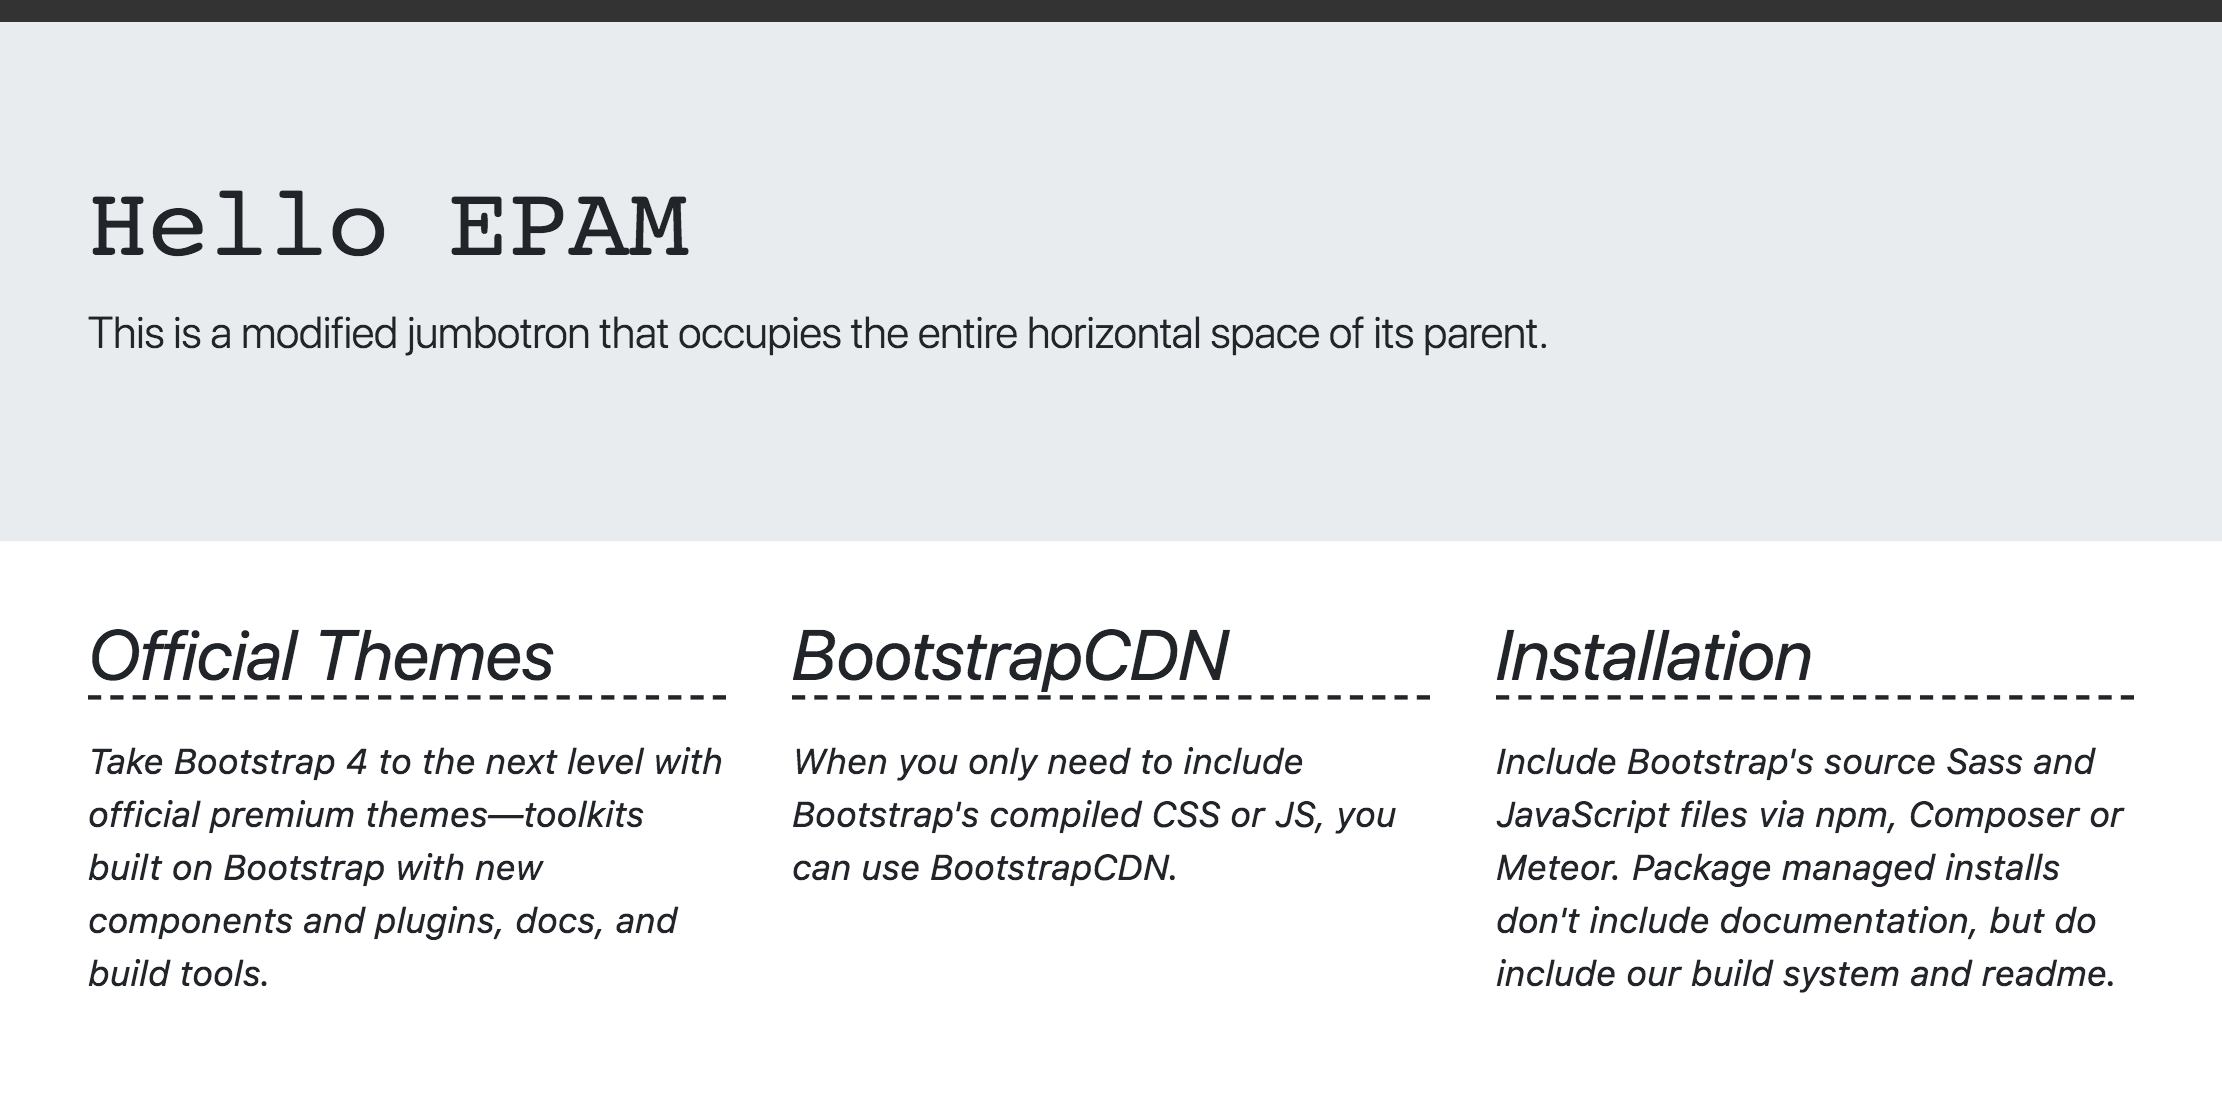 Hello EPAM
This is a modified jumbotron that occupies the entire horizontal space of its parent.
Official Themes
Take Bootstrap 4 to the next level with
official premium themes—toolkits
built on Bootstrap with new
components and plugins, docs, and
build tools.
BootstrapCDN
When you only need to include
Bootstrap's compiled CSS or JS, you
can use BootstrapCDN.
Installation
Include Bootstrap's source Sass and
JavaScript files via npm, Composer or
Meteor. Package managed installs
don't include documentation, but do
include our build system and readme.